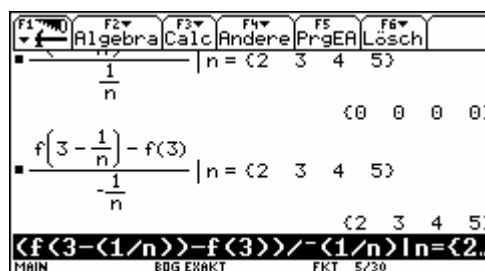 F1 F2 F3 F4 F5 F6
Algebra Calc Andere PrgEA Lösch
1
n
| n = {2 3 4 5}
{0 0 0 0}
f(3 - 1/n) - f(3)
-1/n
| n = {2 3 4 5}
{2 3 4 5}
(f(3-(1/n))-f(3))/-(1/n)|n={2…
MAIN BOG EXAKT FKT 5/30